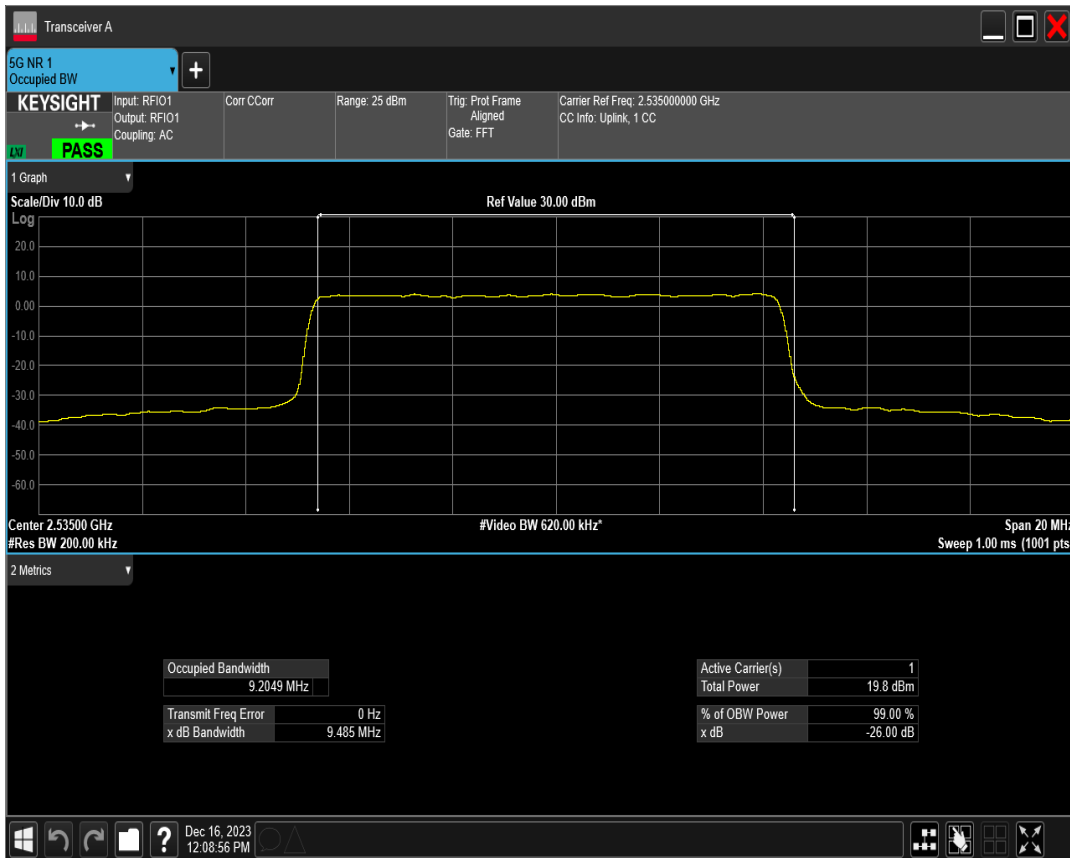 Transceiver A
5G NR 1
Occupied BW
KEYSIGHT
LXI
PASS
Input: RFIO1
Output: RFIO1
Coupling: AC
Corr CCorr
Range: 25 dBm
Trig: Prot Frame
Aligned
Gate: FFT
Carrier Ref Freq: 2.535000000 GHz
CC Info: Uplink, 1 CC
1 Graph
Scale/Div 10.0 dB
Ref Value 30.00 dBm
Log
20.0
10.0
0.00
-10.0
-20.0
-30.0
-40.0
-50.0
-60.0
Center 2.53500 GHz
#Video BW 620.00 kHz*
Span 20 MHz
#Res BW 200.00 kHz
Sweep 1.00 ms (1001 pts
2 Metrics
Occupied Bandwidth
9.2049 MHz
Transmit Freq Error 0 Hz
x dB Bandwidth 9.485 MHz
Active Carrier(s) 1
Total Power 19.8 dBm
% of OBW Power 99.00 %
x dB -26.00 dB
?
Dec 16, 2023
12:08:56 PM